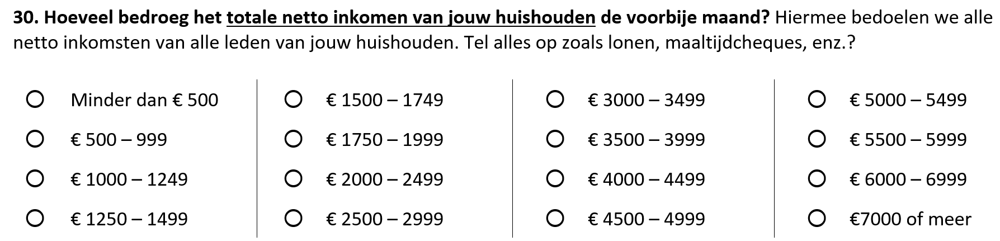 30. Hoeveel bedroeg het totale netto inkomen van jouw huishouden de voorbije maand? Hiermee bedoelen we alle
netto inkomsten van alle leden van jouw huishouden. Tel alles op zoals lonen, maaltijdcheques, enz.?
Minder dan € 500
€ 500 – 999
€ 1000 – 1249
€ 1250 – 1499
€ 1500 – 1749
€ 1750 – 1999
€ 2000 – 2499
€ 2500 – 2999
€ 3000 – 3499
€ 3500 – 3999
€ 4000 – 4499
€ 4500 – 4999
€ 5000 – 5499
€ 5500 – 5999
€ 6000 – 6999
€7000 of meer